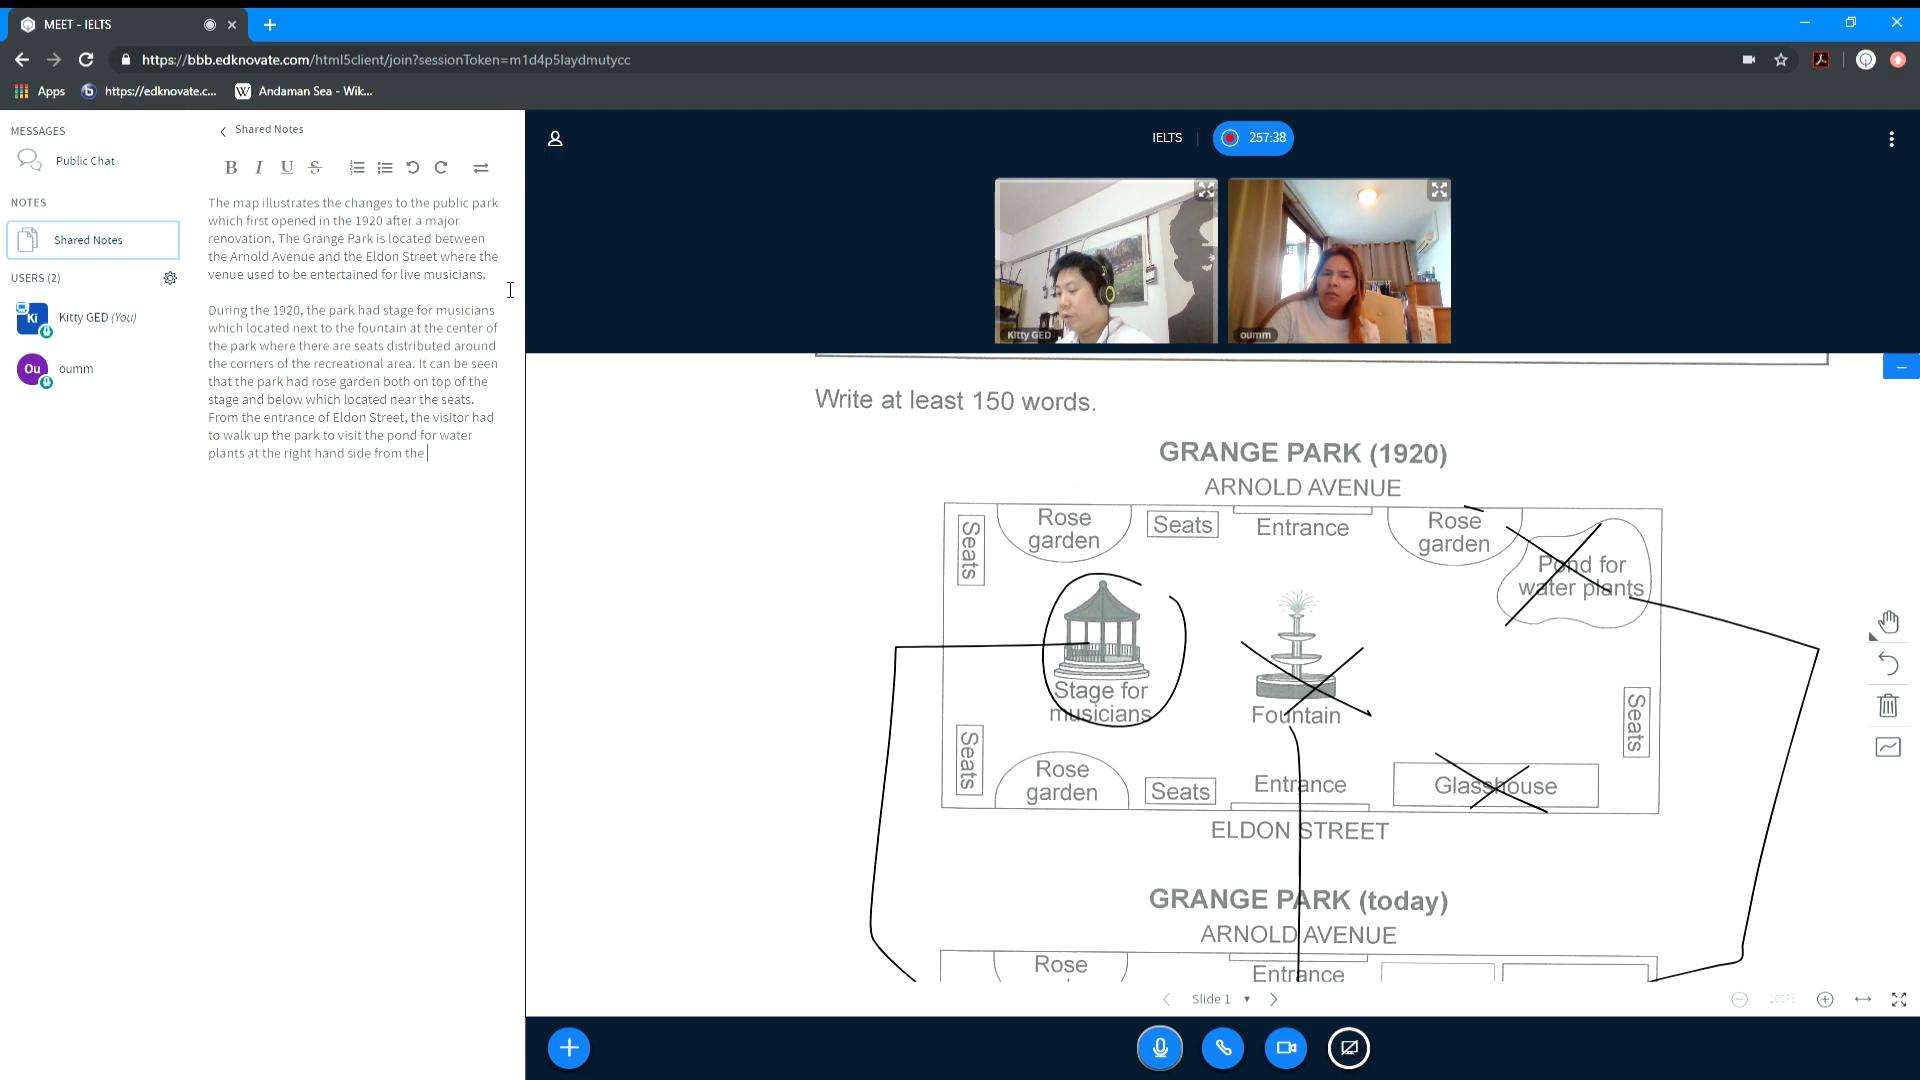 MEET - IELTS
https://bbb.edknovate.com/html5client/join?sessionToken=m1d4p5laydmutycc
Apps
https://edknovate.c...
W
Andaman Sea - Wik...
MESSAGES
Public Chat
NOTES
Shared Notes
USERS (2)
Ki
Kitty GED (You)
Ou
oumm
Shared Notes
B I U S
The map illustrates the changes to the public park
which first opened in the 1920 after a major
renovation. The Grange Park is located between
the Arnold Avenue and the Eldon Street where the
venue used to be entertained for live musicians.
During the 1920, the park had stage for musicians
which located next to the fountain at the center of
the park where there are seats distributed around
the corners of the recreational area. It can be seen
that the park had rose garden both on top of the
stage and below which located near the seats.
From the entrance of Eldon Street, the visitor had
to walk up the park to visit the pond for water
plants at the right hand side from the
IELTS
257:38
Kitty GED
oumm
Write at least 150 words.
GRANGE PARK (1920)
ARNOLD AVENUE
Seats
Rose
garden
Seats
Entrance
Rose
garden
Pond for
water plants
Stage for
musicians
Fountain
Seats
Seats
Rose
garden
Seats
Entrance
Glasshouse
ELDON STREET
GRANGE PARK (today)
ARNOLD AVENUE
Rose
Entrance
Slide 1
100%